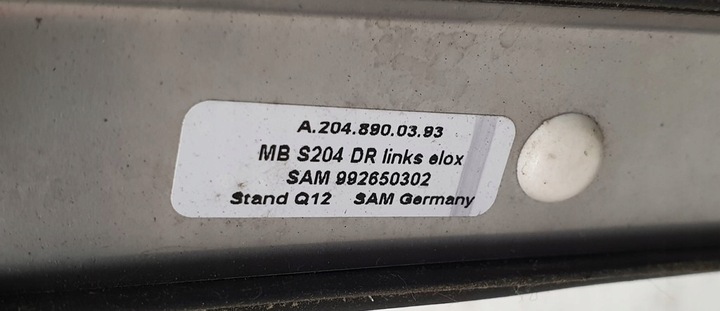 A.204.890.03.93
MB S204 DR links elox
SAM 992650302
Stand Q12 SAM Germany